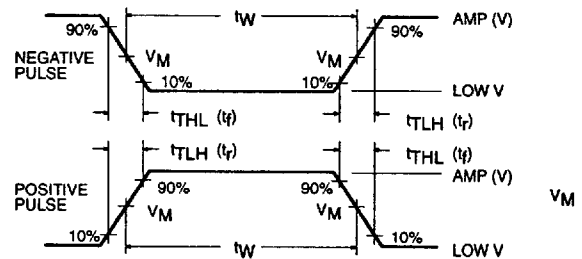 90% tW 90% AMP (V)
NEGATIVE PULSE VM VM
10% 10% LOW V
tTHL (tf) tTLH (tr)
tTLH (tr) tTHL (tf)
90% 90% AMP (V)
POSITIVE PULSE VM VM VM
10% tW 10% LOW V